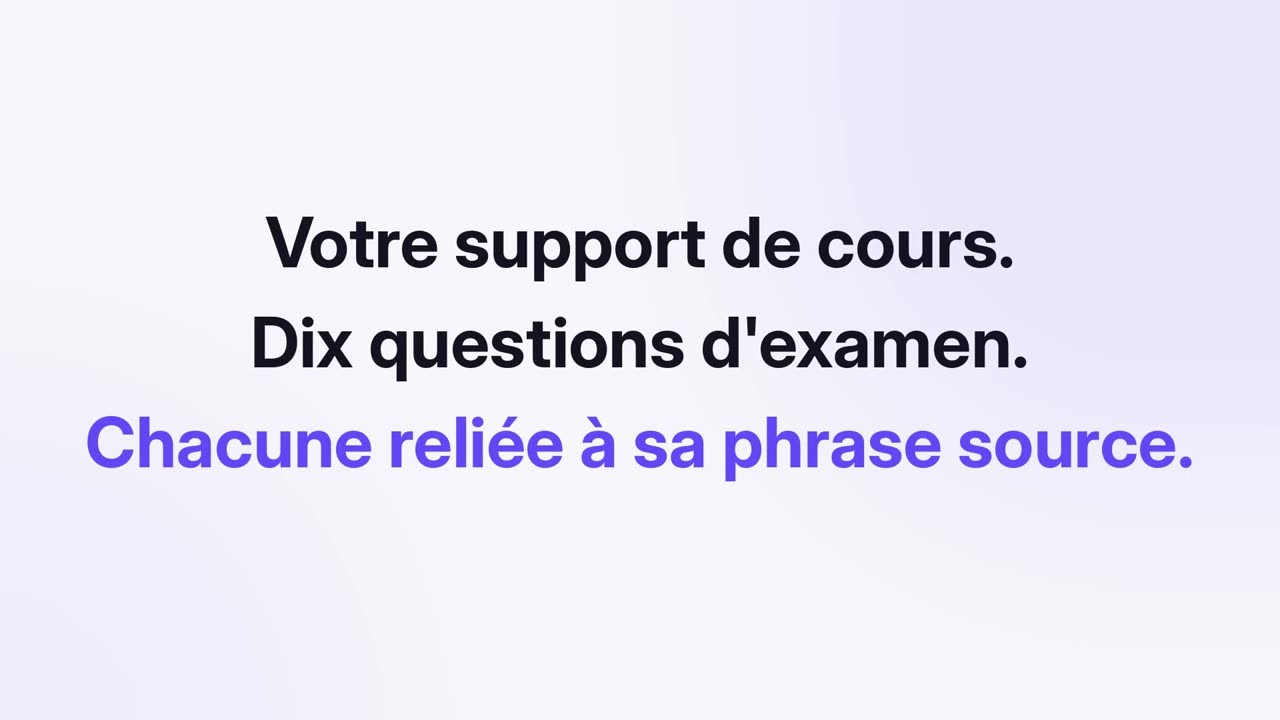 Votre support de cours.
Dix questions d'examen.
Chacune reliée à sa phrase source.